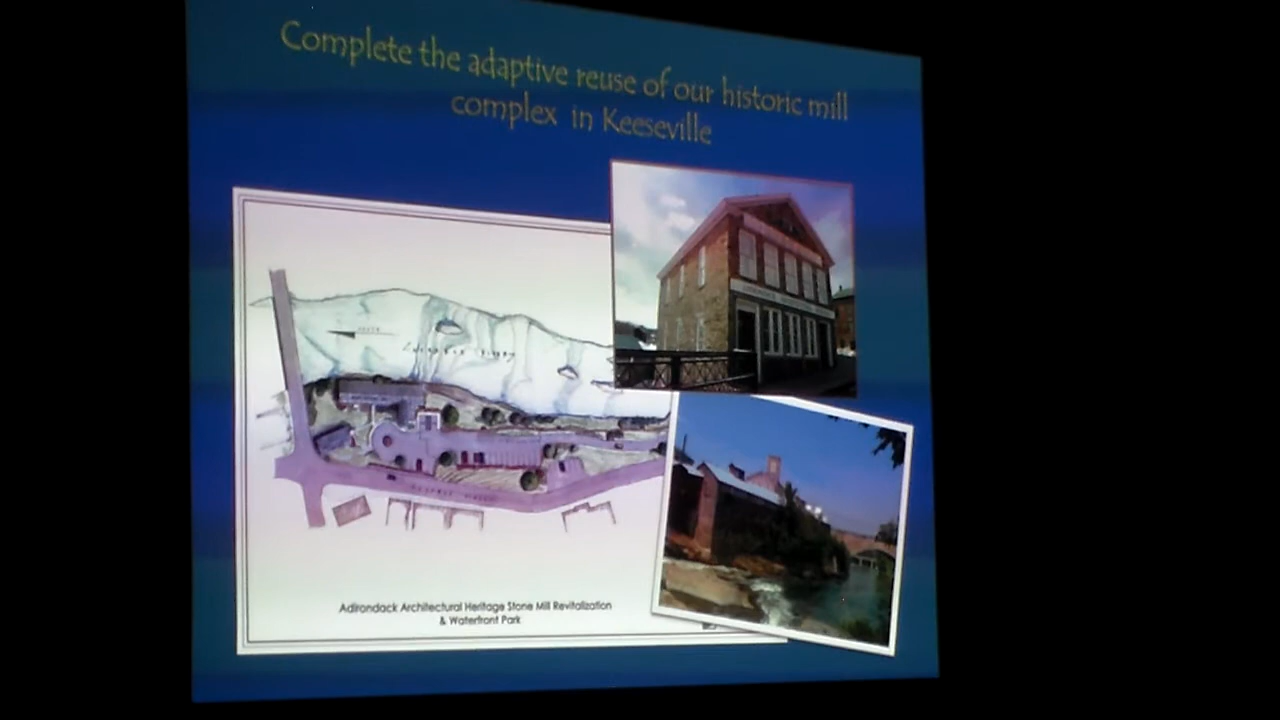 Complete the adaptive reuse of our historic mill
complex in Keeseville
Adirondack Architectural Heritage Stone Mill Revitalization
& Waterfront Park